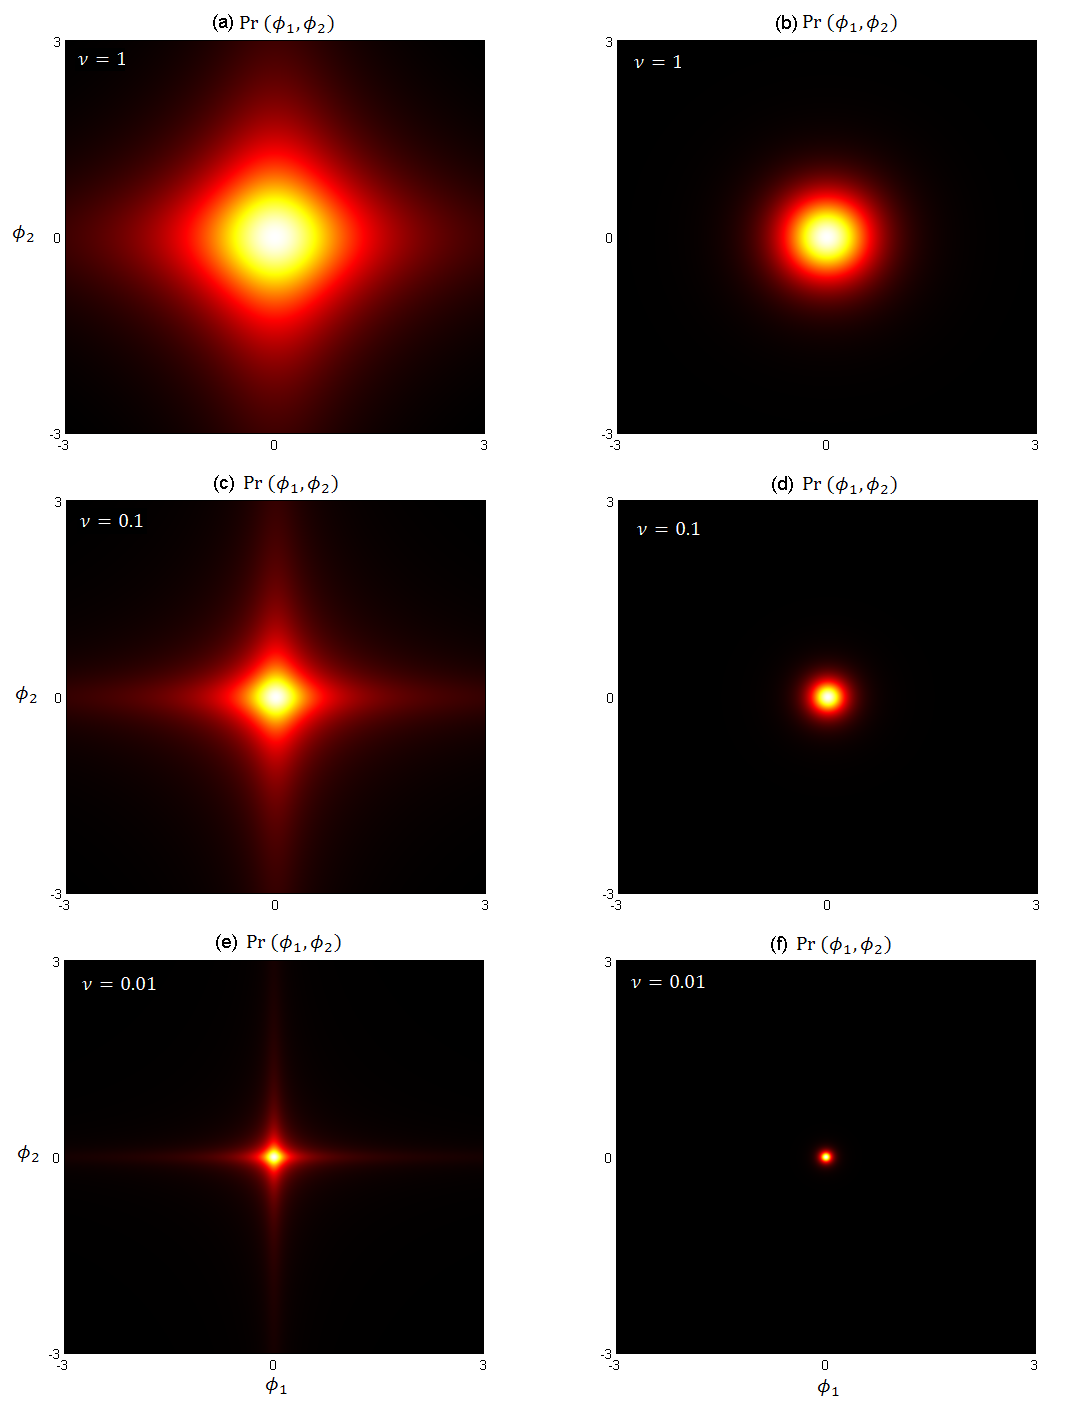 (a) Pr (ϕ₁, ϕ₂) (b) Pr (ϕ₁, ϕ₂)
3 3
ν = 1 ν = 1
ϕ₂ 0 0
-3 -3
-3 0 3 -3 0 3
(c) Pr (ϕ₁, ϕ₂) (d) Pr (ϕ₁, ϕ₂)
3 3
ν = 0.1 ν = 0.1
ϕ₂ 0 0
-3 -3
-3 0 3 -3 0 3
(e) Pr (ϕ₁, ϕ₂) (f) Pr (ϕ₁, ϕ₂)
3 3
ν = 0.01 ν = 0.01
ϕ₂ 0 0
-3 -3
-3 0 3 -3 0 3
ϕ₁ ϕ₁